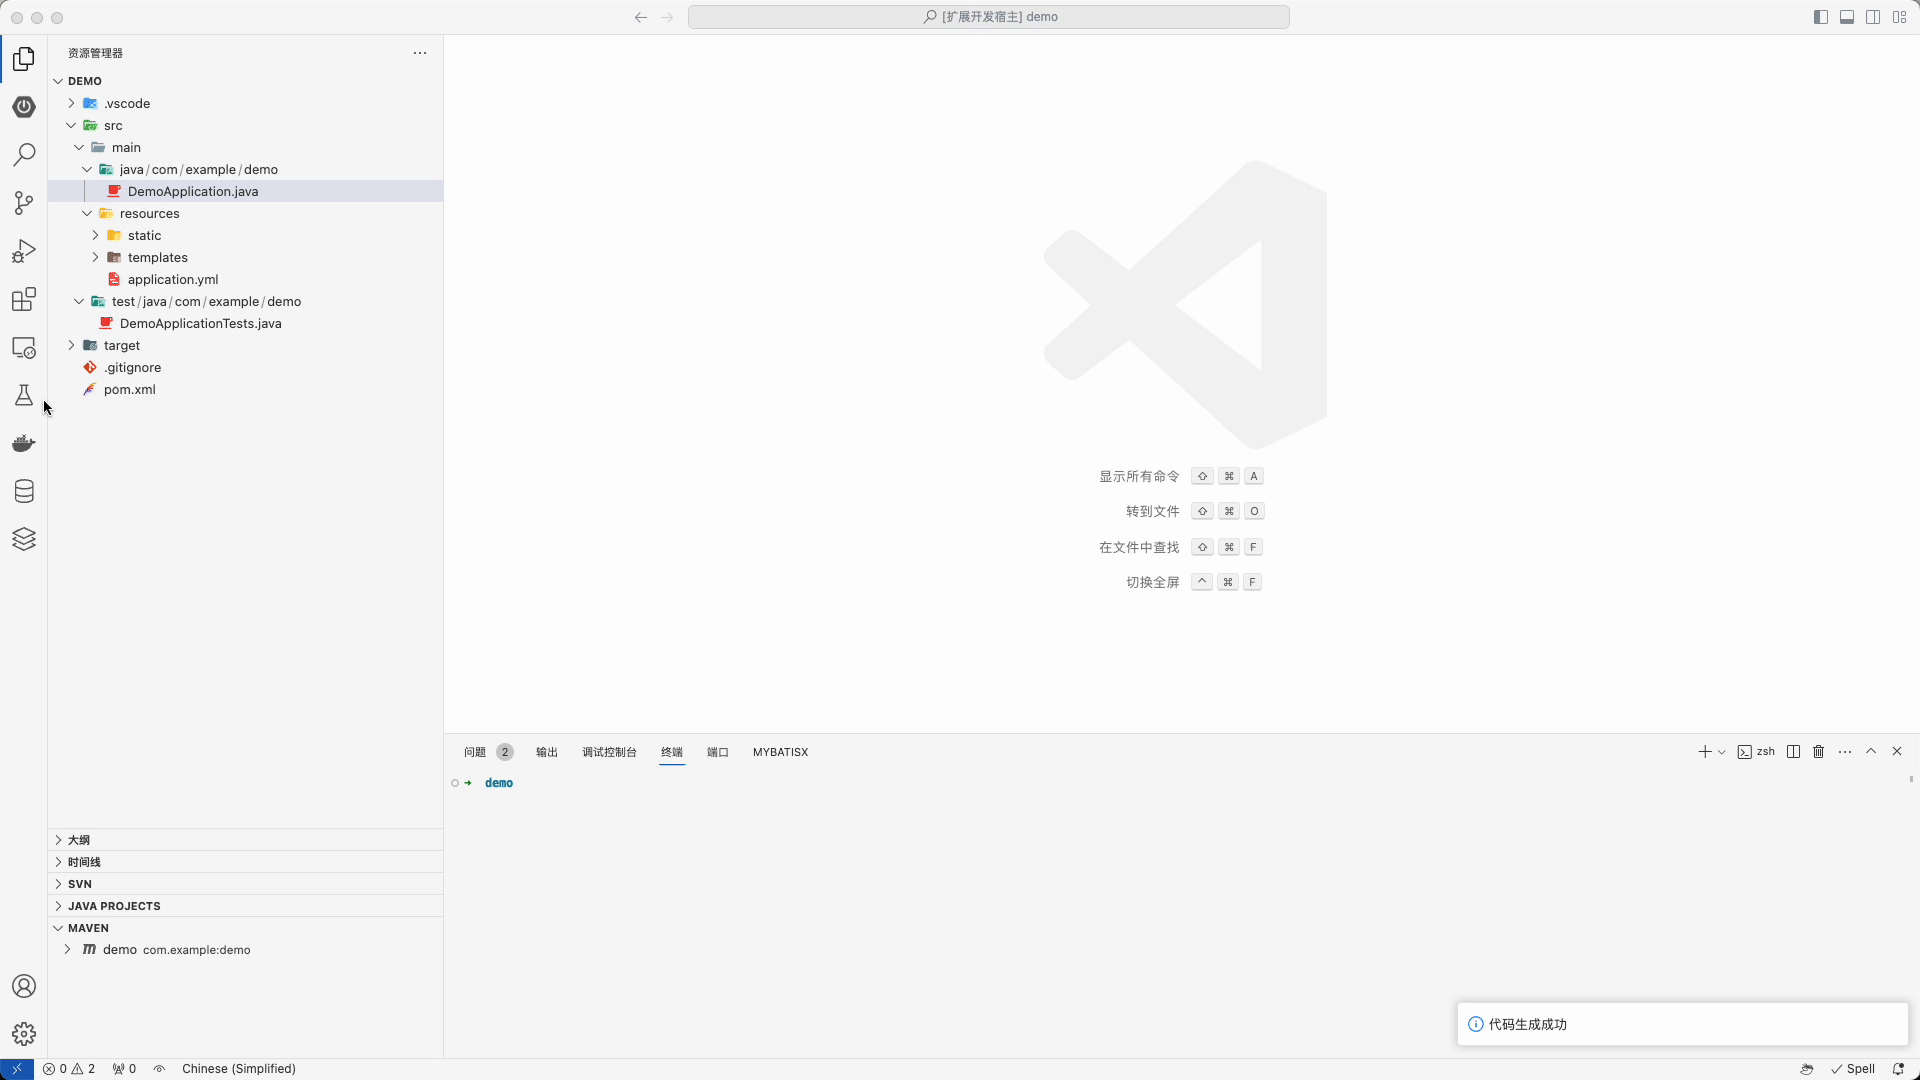 [扩展开发宿主] demo
资源管理器
DEMO
.vscode
src
main
java/com/example/demo
DemoApplication.java
resources
static
templates
application.yml
test/java/com/example/demo
DemoApplicationTests.java
target
.gitignore
pom.xml
显示所有命令 ⇧ ⌘ A
转到文件 ⇧ ⌘ O
在文件中查找 ⇧ ⌘ F
切换全屏 ^ ⌘ F
问题 2 输出 调试控制台 终端 端口 MYBATISX
zsh
→ demo
大纲
时间线
SVN
JAVA PROJECTS
MAVEN
demo com.example:demo
代码生成成功
0 2 0 Chinese (Simplified) Spell